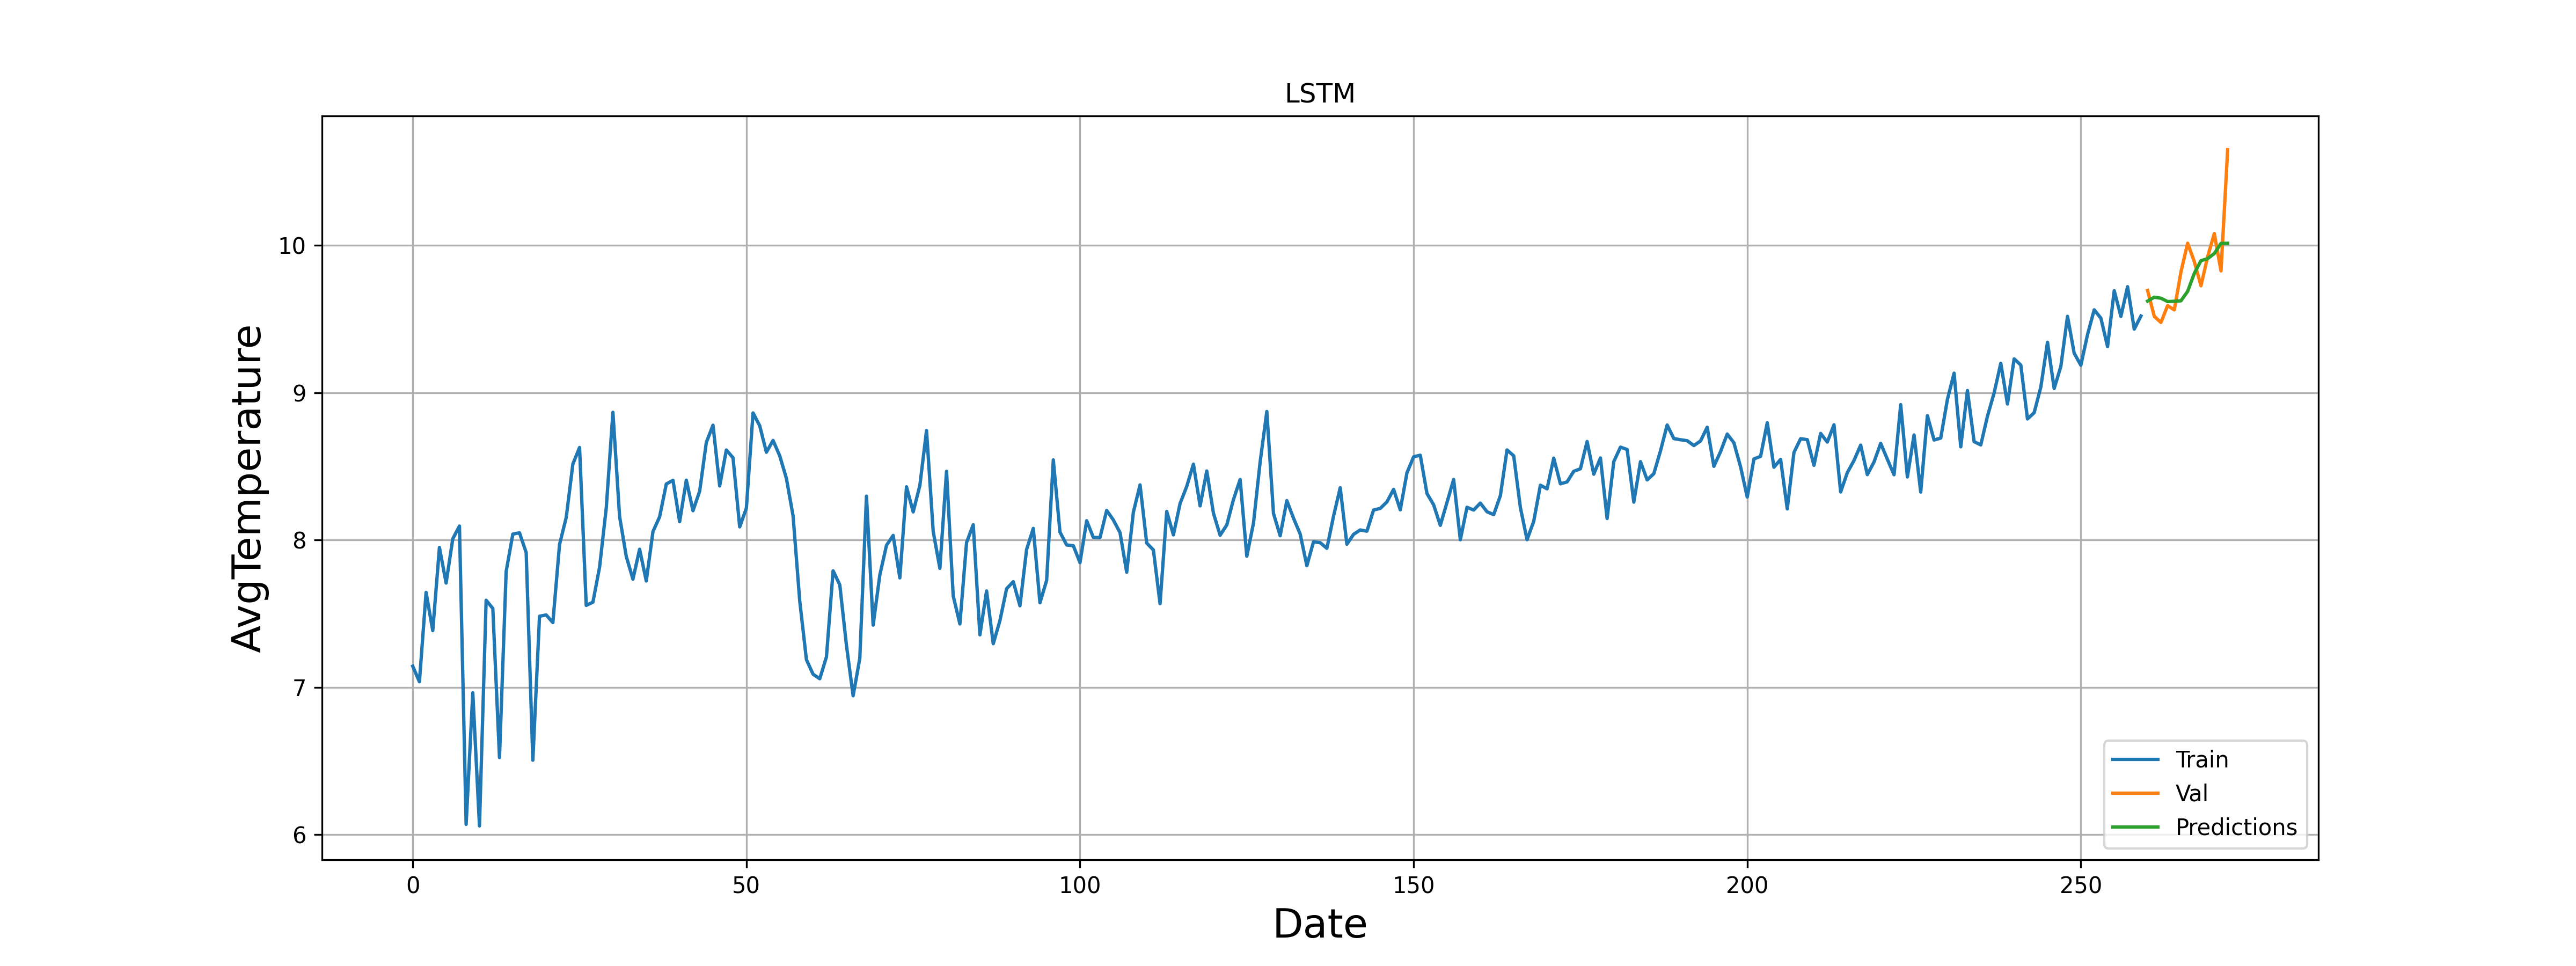 LSTM
AvgTemperature
10
9
8
7
6
0 50 100 150 200 250
Date
Train
Val
Predictions